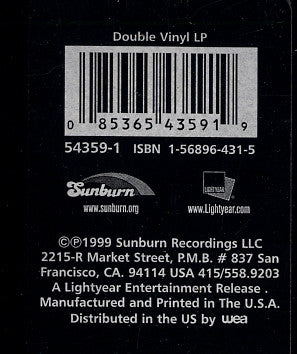 Double Vinyl LP
0 85365 43591 9
54359-1 ISBN 1-56896-431-5
Sunburn LIGHTYEAR
www.sunburn.org www.Lightyear.com
©℗1999 Sunburn Recordings LLC
2215-R Market Street, P.M.B. # 837 San
Francisco, CA. 94114 USA 415/558.9203
A Lightyear Entertainment Release .
Manufactured and Printed in The U.S.A.
Distributed in the US by wea